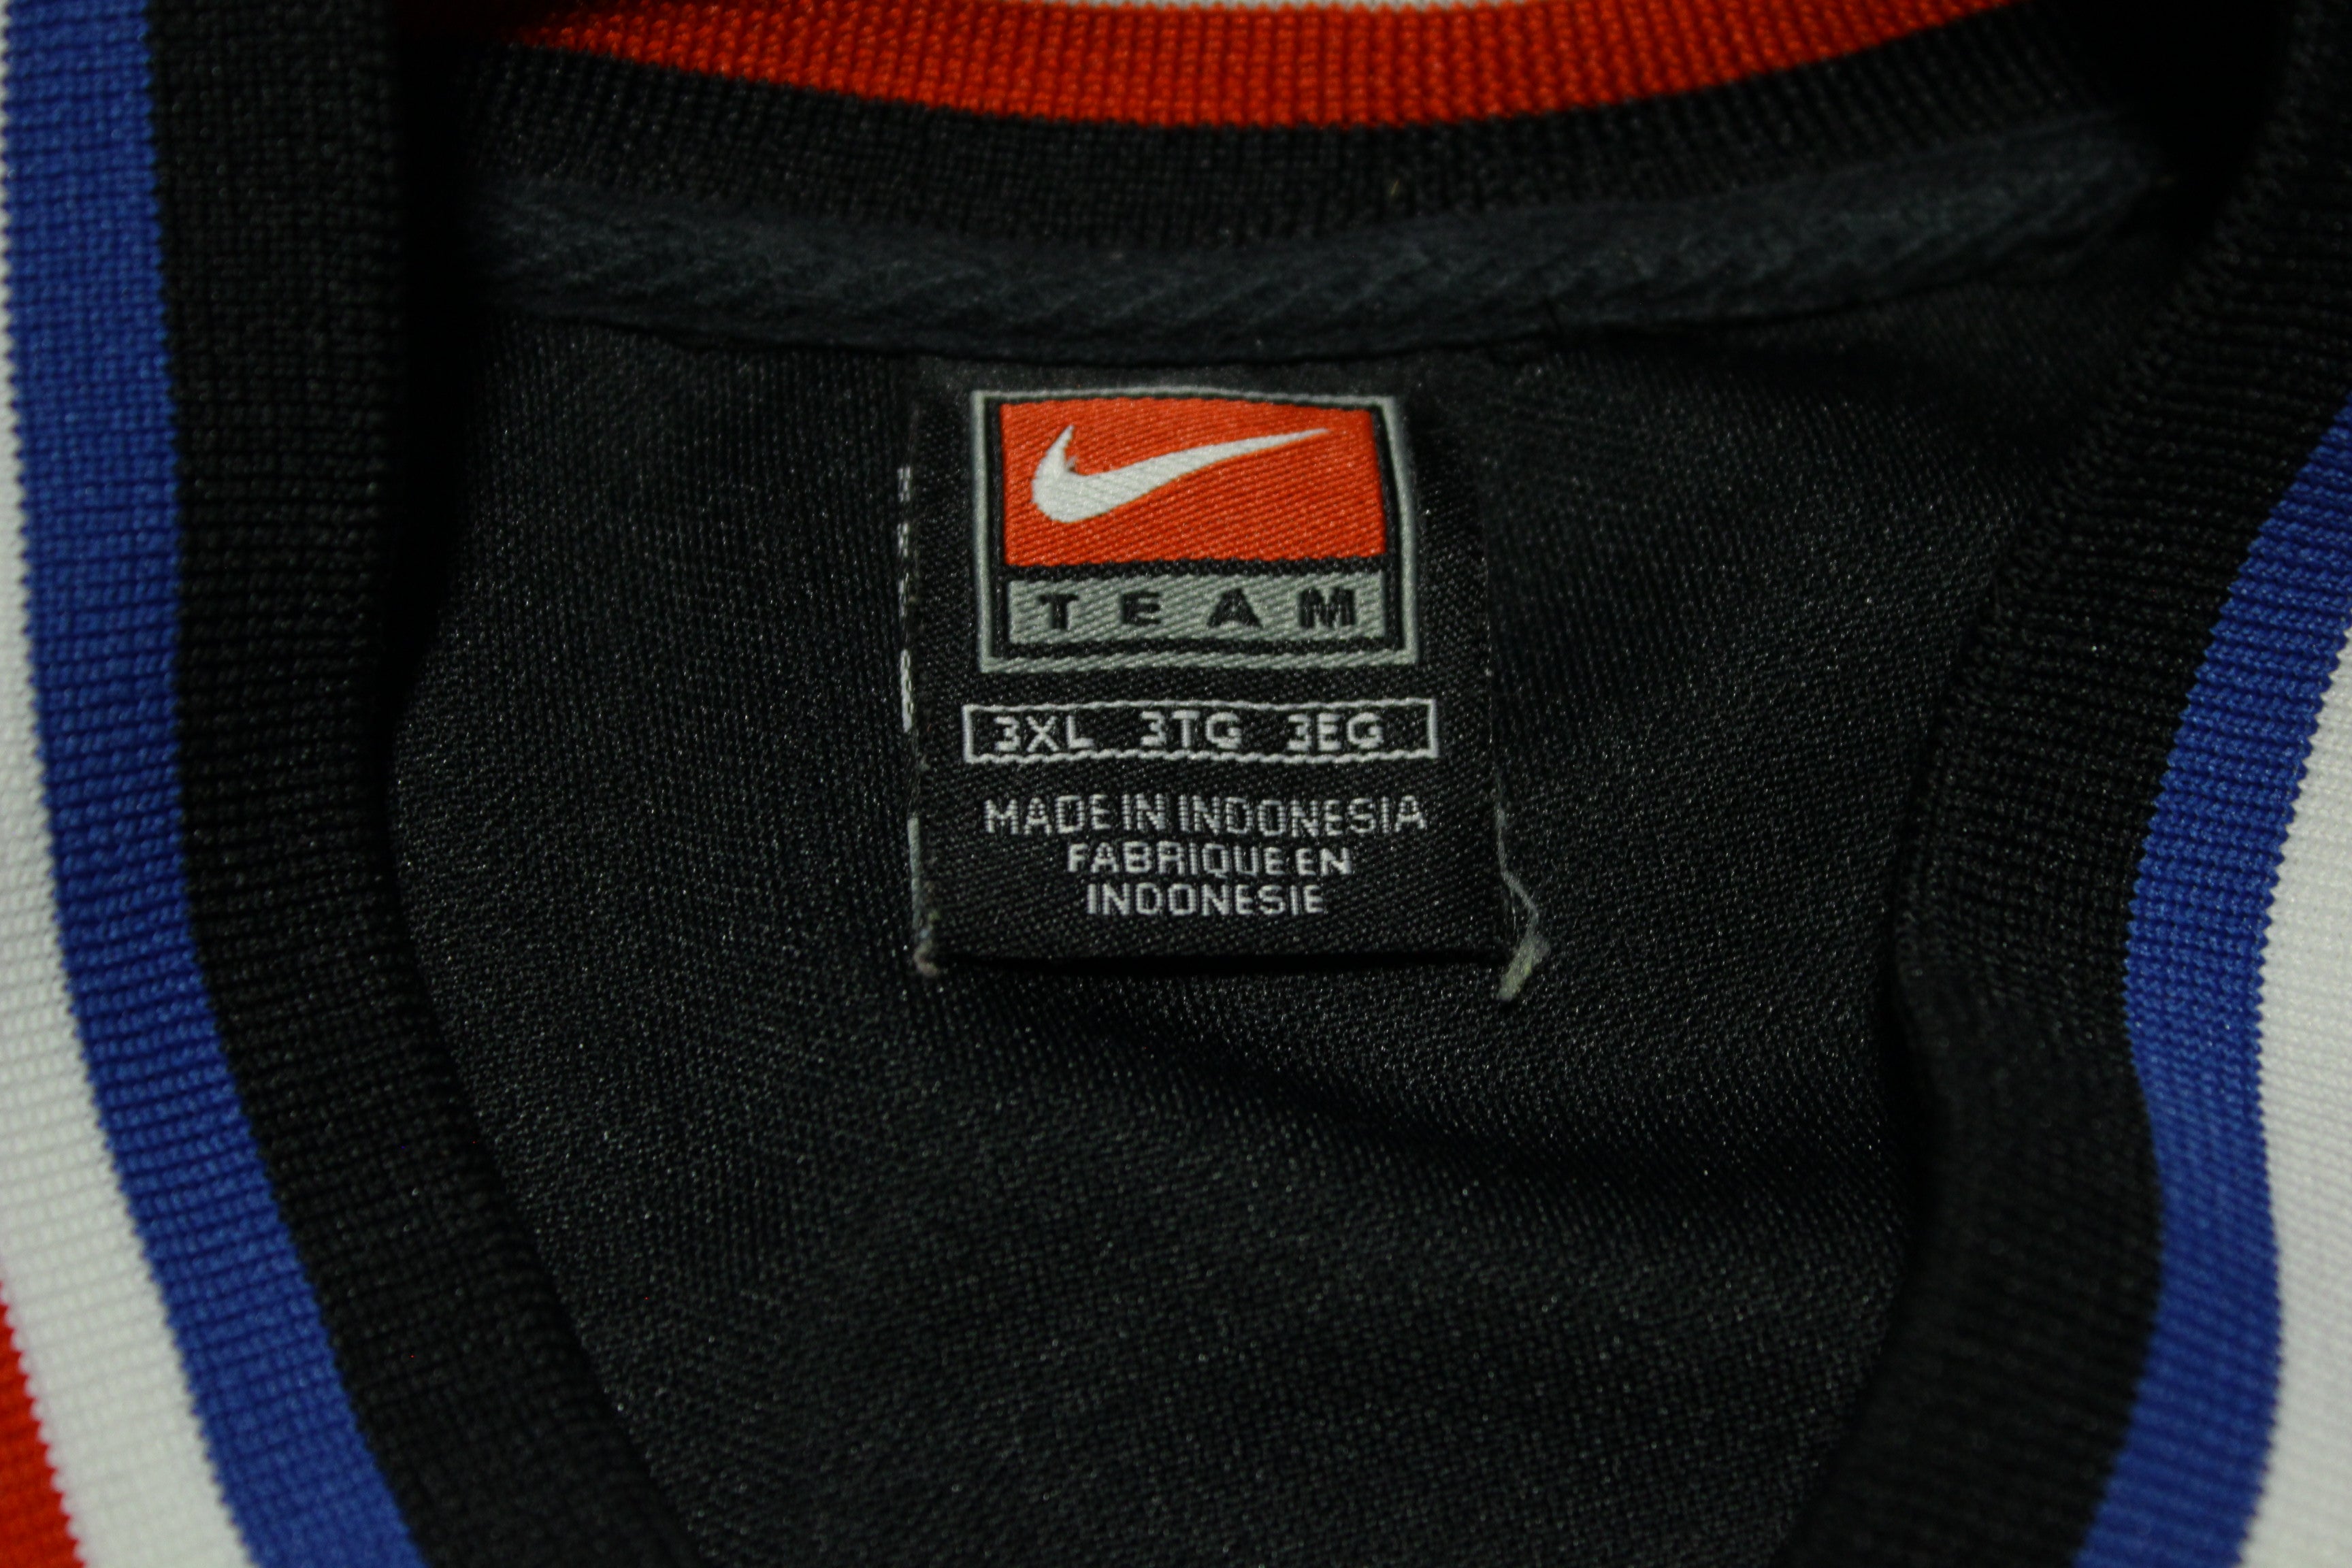 TEAM
3XL 3TG 3EG
MADE IN INDONESIA
FABRIQUE EN
INDONESIE